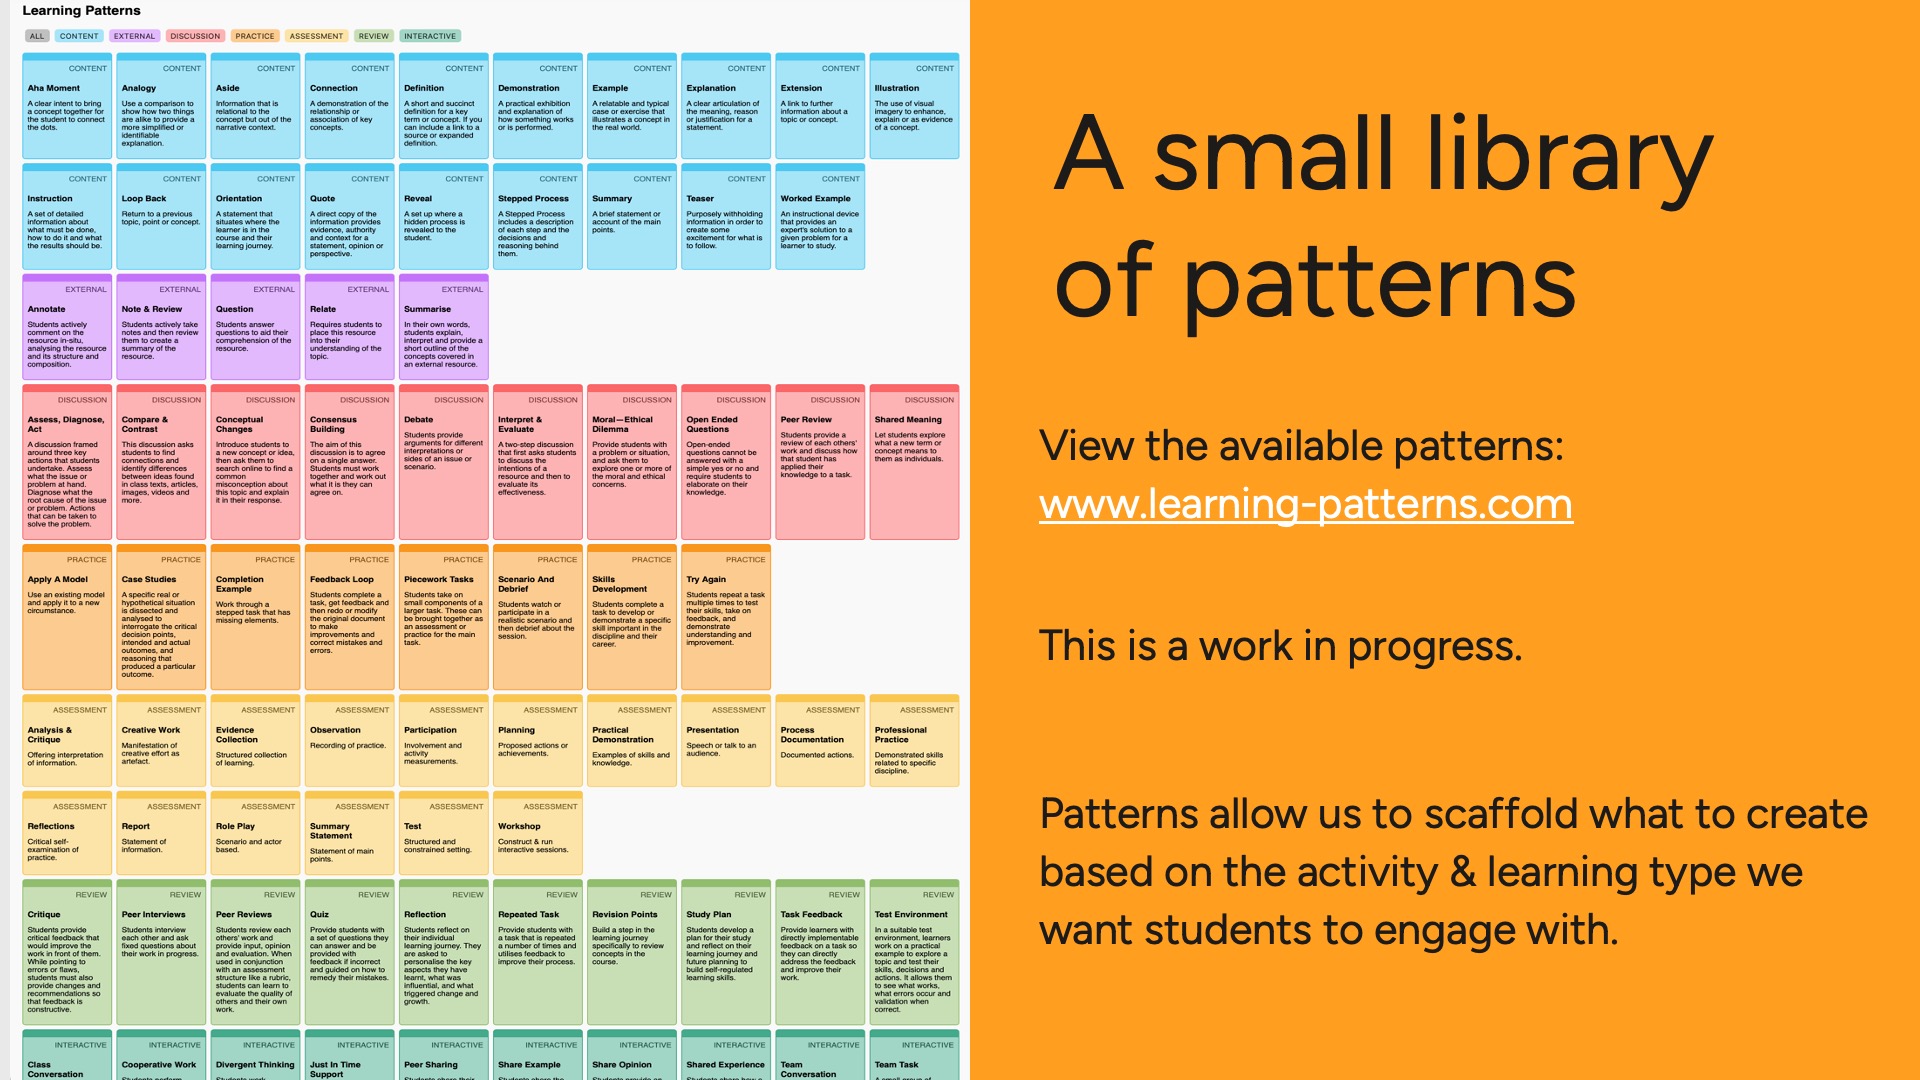 Learning Patterns
ALL CONTENT EXTERNAL DISCUSSION PRACTICE ASSESSMENT REVIEW INTERACTIVE
CONTENT
Aha Moment
A clear intent to bring
a concept together for
the student to connect
the dots.
CONTENT
Analogy
Use a comparison to
show how two things
are alike to provide a
more simplified or
identifiable
explanation.
CONTENT
Aside
Information that is
relational to the
concept but out of the
narrative context.
CONTENT
Connection
A demonstration of the
relationship or
association of key
concepts.
CONTENT
Definition
A short and succinct
definition for a key
term or concept. If you
can include a link to a
source or expanded
definition.
CONTENT
Demonstration
A practical exhibition
and explanation of
how something works
or is performed.
CONTENT
Example
A relatable and typical
case or exercise that
illustrates a concept in
the real world.
CONTENT
Explanation
A clear articulation of
the meaning, reason
or justification for a
statement.
CONTENT
Extension
A link to further
information about a
topic or concept.
CONTENT
Illustration
The use of visual
imagery to enhance,
explain or as evidence
of a concept.
CONTENT
Instruction
A set of detailed
information about
what must be done,
how to do it and what
the results should be.
CONTENT
Loop Back
Return to a previous
topic, point or concept.
CONTENT
Orientation
A statement that
situates where the
learner is in the
course and their
learning journey.
CONTENT
Quote
A direct copy of the
information provides
evidence, authority
and context for a
statement, opinion or
perspective.
CONTENT
Reveal
A set up where a
hidden process is
revealed to the
student.
CONTENT
Stepped Process
A Stepped Process
includes a description
of each step and the
decisions and
reasoning behind
them.
CONTENT
Summary
A brief statement or
account of the main
points.
CONTENT
Teaser
Purposely withholding
information in order to
create some
excitement for what is
to follow.
CONTENT
Worked Example
An instructional device
that provides an
expert's solution to a
given problem for a
learner to study.
EXTERNAL
Annotate
Students actively
comment on the
resource in-situ,
analysing the resource
and its structure and
composition.
EXTERNAL
Note & Review
Students actively take
notes and then review
them to create a
summary of the
resource.
EXTERNAL
Question
Students answer
questions to aid their
comprehension of the
resource.
EXTERNAL
Relate
Requires students to
place this resource
into their
understanding of the
topic.
EXTERNAL
Summarise
In their own words,
students explain,
interpret and provide a
short outline of the
concepts covered in
an external resource.
DISCUSSION
Assess, Diagnose,
Act
A discussion framed
around three key
actions that students
undertake. Assess
what the issue or
problem at hand.
Diagnose what the
root cause of the issue
or problem. Actions
that can be taken to
solve the problem.
DISCUSSION
Compare &
Contrast
This discussion asks
students to find
connections and
identify differences
between ideas found
in class texts, articles,
images, videos and
more.
DISCUSSION
Conceptual
Changes
Introduce students to
a new concept or idea,
then ask them to
search online to find a
common
misconception about
this topic and explain
it in their response.
DISCUSSION
Consensus
Building
The aim of this
discussion is to agree
on a single answer.
Students must work
together and work out
what it is they can
agree on.
DISCUSSION
Debate
Students provide
arguments for different
interpretations or
sides of an issue or
scenario.
DISCUSSION
Interpret &
Evaluate
A two-step discussion
that first asks students
to discuss the
intentions of a
resource and then to
evaluate its
effectiveness.
DISCUSSION
Moral—Ethical
Dilemma
Provide students with
a problem or situation,
and ask them to
explore one or more of
the moral and ethical
concerns.
DISCUSSION
Open Ended
Questions
Open-ended
questions cannot be
answered with a
simple yes or no and
require students to
elaborate on their
knowledge.
DISCUSSION
Peer Review
Students provide a
review of each others'
work and discuss how
that student has
applied their
knowledge to a task.
DISCUSSION
Shared Meaning
Let students explore
what a new term or
concept means to
them as individuals.
PRACTICE
Apply A Model
Use an existing model
and apply it to a new
circumstance.
PRACTICE
Case Studies
A specific real or
hypothetical situation
is dissected and
analysed to
interrogate the critical
decision points,
intended and actual
outcomes, and
reasoning that
produced a particular
outcome.
PRACTICE
Completion
Example
Work through a
stepped task that has
missing elements.
PRACTICE
Feedback Loop
Students complete a
task, get feedback and
then redo or modify
the original document
to make
improvements and
correct mistakes and
errors.
PRACTICE
Piecework Tasks
Students take on
small components of a
larger task. These can
be brought together as
an assessment or
practice for the main
task.
PRACTICE
Scenario And
Debrief
Students watch or
participate in a
realistic scenario and
then debrief about the
session.
PRACTICE
Skills
Development
Students complete a
task to develop or
demonstrate a specific
skill important in the
discipline and their
career.
PRACTICE
Try Again
Students repeat a task
multiple times to test
their skills, take on
feedback, and
demonstrate
understanding and
improvement.
ASSESSMENT
Analysis &
Critique
Offering interpretation
of information.
ASSESSMENT
Creative Work
Manifestation of
creative effort as
artefact.
ASSESSMENT
Evidence
Collection
Structured collection
of learning.
ASSESSMENT
Observation
Recording of practice.
ASSESSMENT
Participation
Involvement and
activity
measurements.
ASSESSMENT
Planning
Proposed actions or
achievements.
ASSESSMENT
Practical
Demonstration
Examples of skills and
knowledge.
ASSESSMENT
Presentation
Speech or talk to an
audience.
ASSESSMENT
Process
Documentation
Documented actions.
ASSESSMENT
Professional
Practice
Demonstrated skills
related to specific
discipline.
ASSESSMENT
Reflections
Critical self-
examination of
practice.
ASSESSMENT
Report
Statement of
information.
ASSESSMENT
Role Play
Scenario and actor
based.
ASSESSMENT
Summary
Statement
Statement of main
points.
ASSESSMENT
Test
Structured and
constrained setting.
ASSESSMENT
Workshop
Construct & run
interactive sessions.
REVIEW
Critique
Students provide
critical feedback that
would improve the
work in front of them.
While pointing to
errors or flaws,
students must also
provide changes and
recommendations so
that feedback is
constructive.
REVIEW
Peer Interviews
Students interview
each other and ask
fixed questions about
their work in progress.
REVIEW
Peer Reviews
Students review each
others' work and
provide input, opinion
and evaluation. When
used in conjunction
with an assessment
structure like a rubric,
students can learn to
evaluate the quality of
others and their own
work.
REVIEW
Quiz
Provide students with
a set of questions they
can answer and be
provided with
feedback if incorrect
and guided on how to
remedy their mistakes.
REVIEW
Reflection
Students reflect on
their individual
learning journey. They
are asked to
personalise the key
aspects they have
learnt, what was
influential, and what
triggered change and
growth.
REVIEW
Repeated Task
Provide students with
a task that is repeated
a number of times and
utilises feedback to
improve their process.
REVIEW
Revision Points
Build a step in the
learning journey
specifically to review
concepts in the
course.
REVIEW
Study Plan
Students develop a
plan for their study
and reflect on their
learning journey and
future planning to
build self-regulated
learning skills.
REVIEW
Task Feedback
Provide learners with
directly implementable
feedback on a task so
they can directly
address the feedback
and improve their
work.
REVIEW
Test Environment
In a suitable test
environment, learners
work on a practical
example to explore a
topic and test their
skills, decisions and
actions. It allows them
to see what works,
what errors occur and
validation when
correct.
INTERACTIVE
Class
Conversation
INTERACTIVE
Cooperative Work
INTERACTIVE
Divergent Thinking
INTERACTIVE
Just In Time
Support
INTERACTIVE
Peer Sharing
INTERACTIVE
Share Example
INTERACTIVE
Share Opinion
INTERACTIVE
Shared Experience
INTERACTIVE
Team
Conversation
INTERACTIVE
Team Task
A small library
of patterns
View the available patterns:
www.learning-patterns.com
This is a work in progress.
Patterns allow us to scaffold what to create
based on the activity & learning type we
want students to engage with.